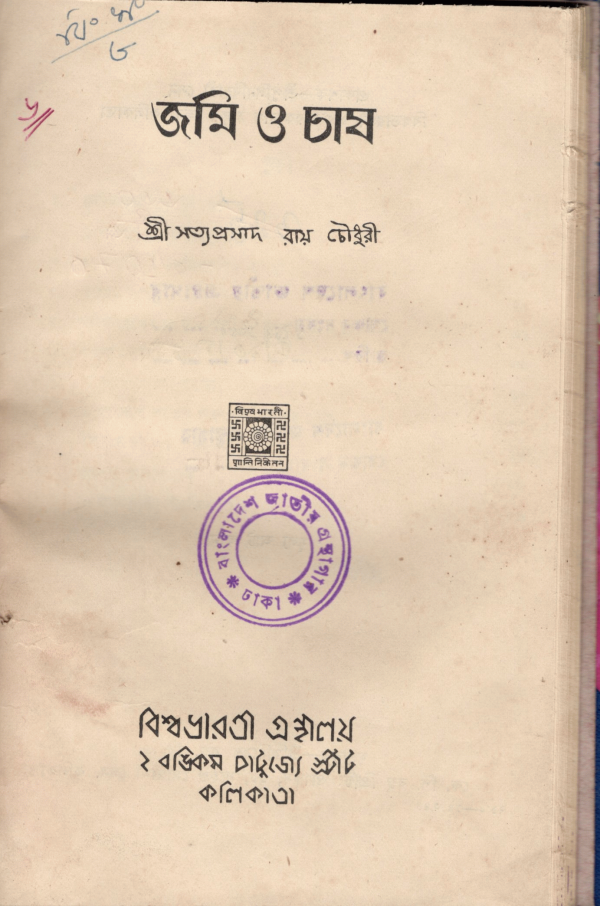 জমি ও চাষ
শ্রীসত্যপ্রসাদ রায় চৌধুরী
বিশ্বভারতী
শান্তিনিকেতন
বাংলাদেশ জাতীয় গ্রন্থাগার
ঢাকা
বিশ্বভারতী গ্রন্থালয়
২ বঙ্কিম চাটুজ্যে স্ট্রীট
কলিকাতা